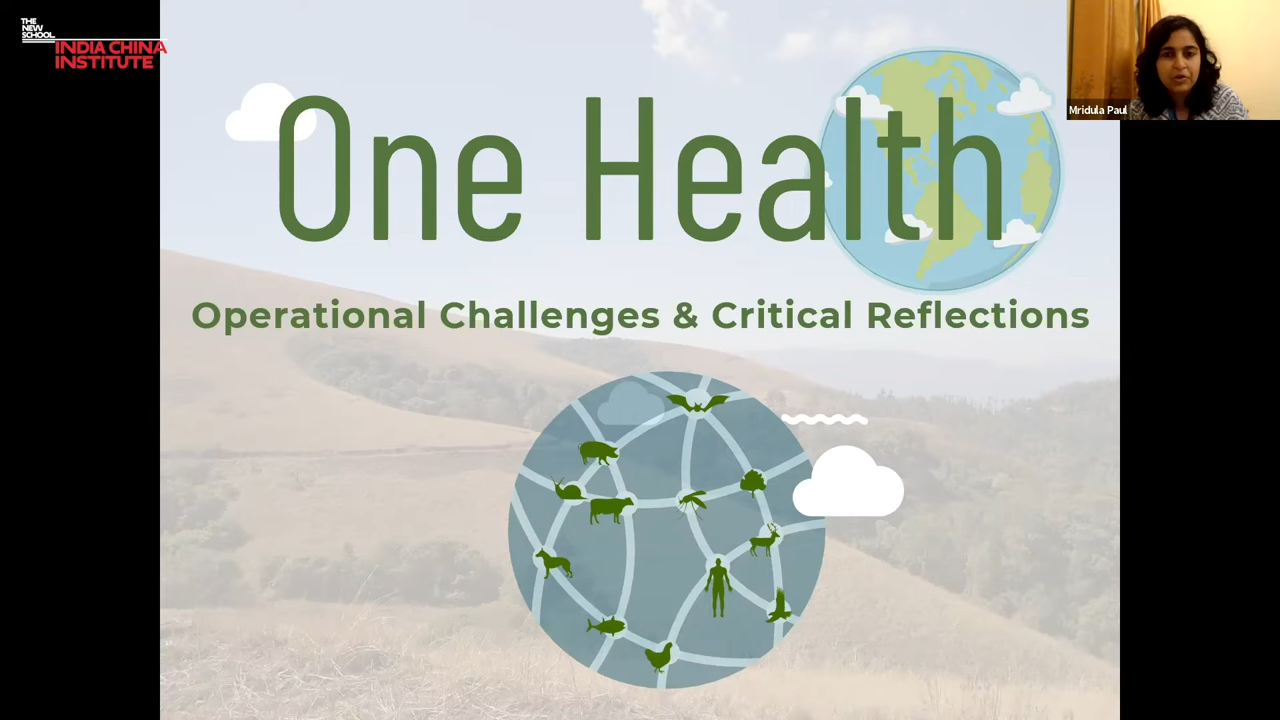 THE
NEW
SCHOOL
INDIA CHINA
INSTITUTE
One Health
Mridula Paul
Operational Challenges & Critical Reflections